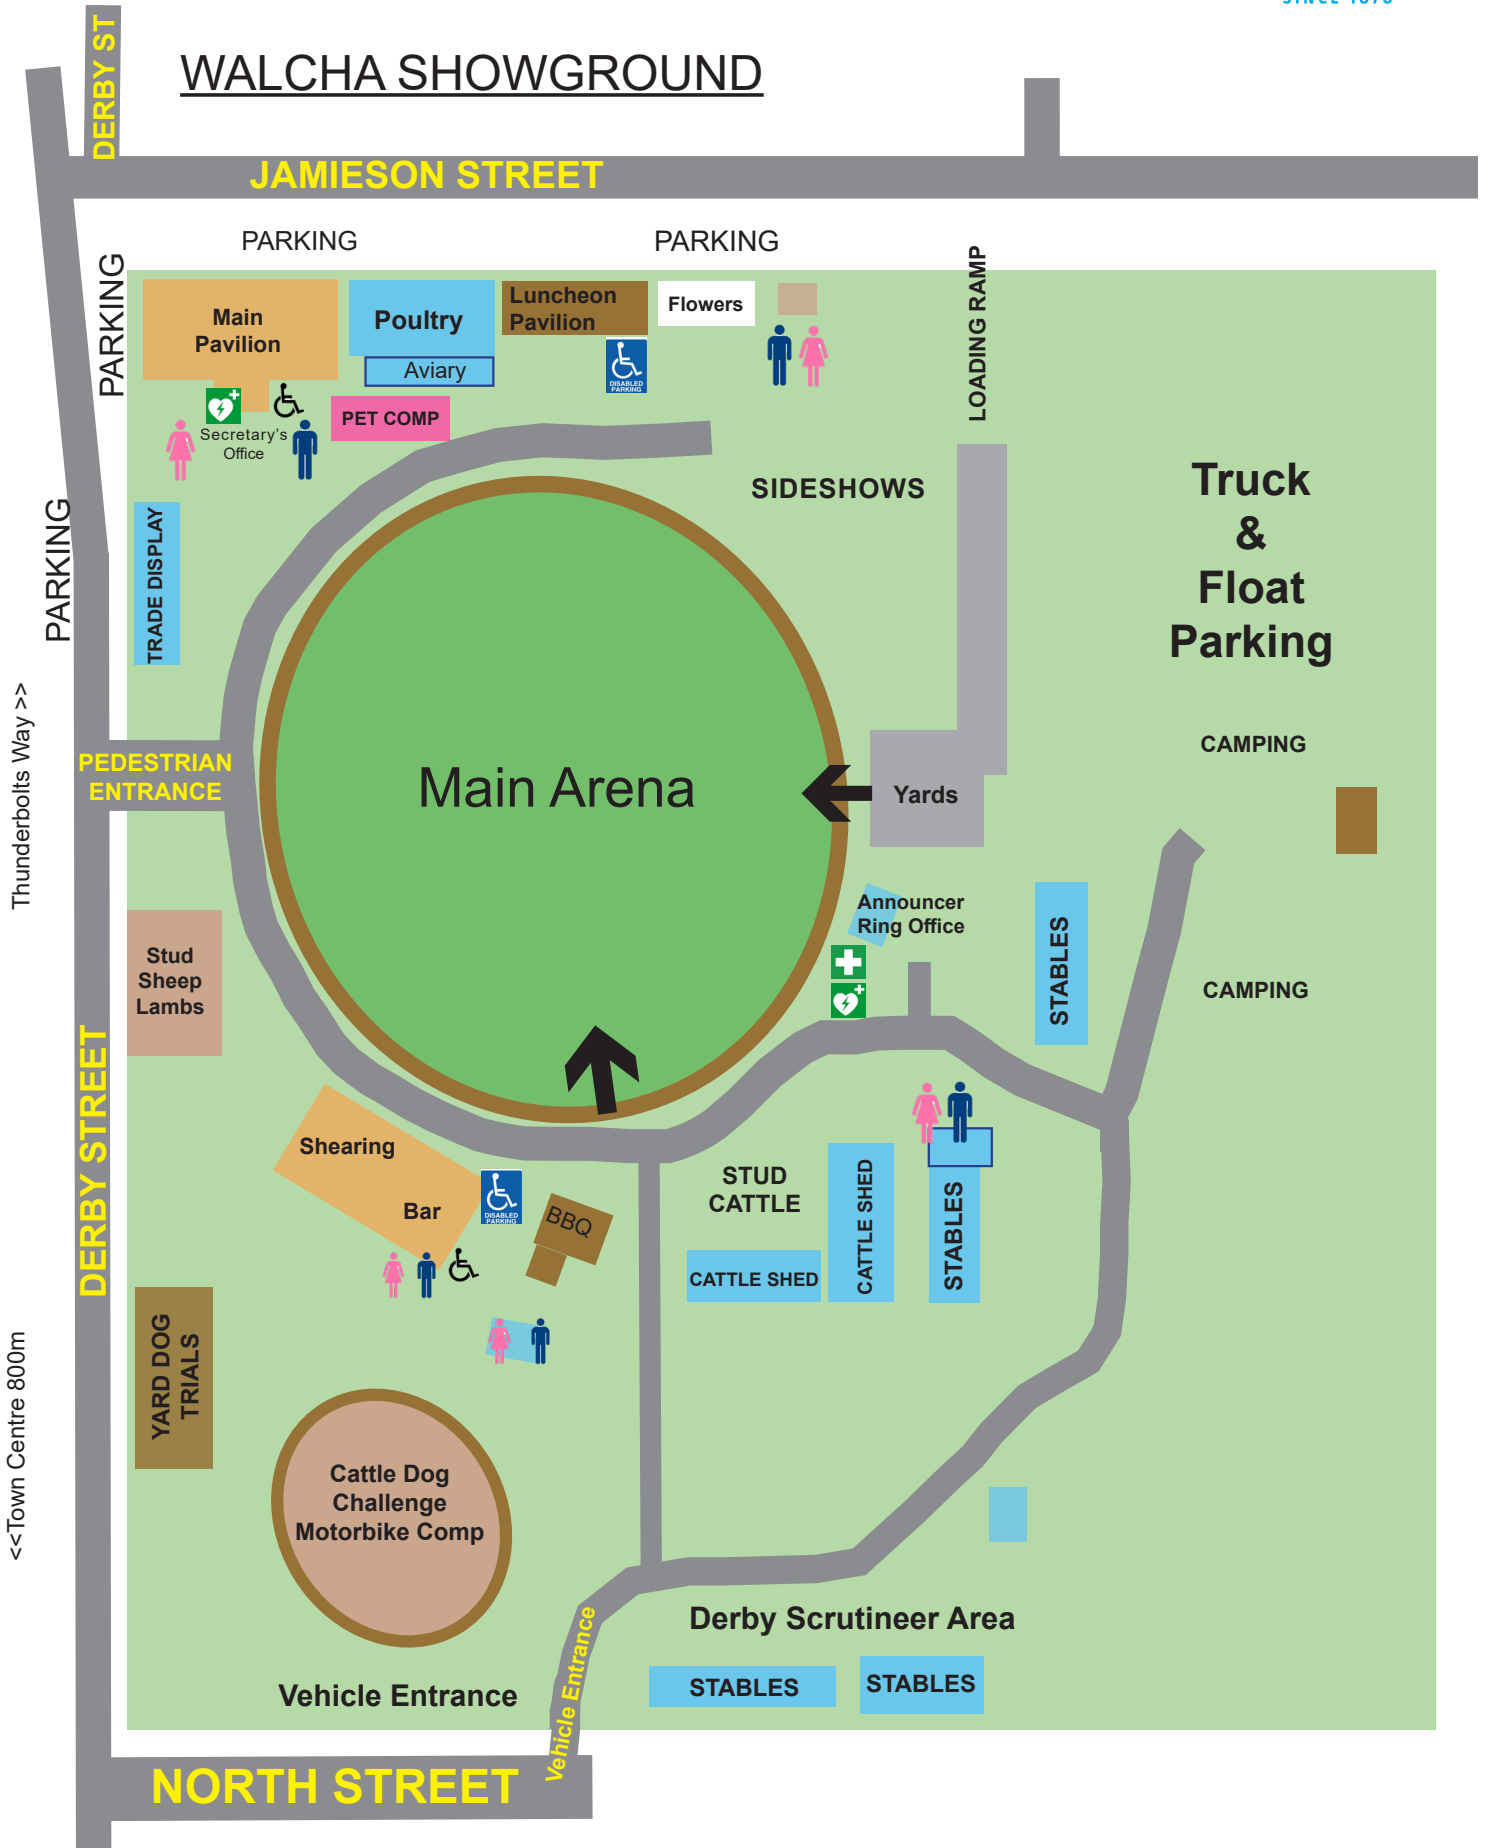 SINCE 1876
DERBY ST
WALCHA SHOWGROUND
JAMIESON STREET
PARKING
PARKING
PARKING
LOADING RAMP
Main
Pavilion
Poultry
Aviary
Luncheon
Pavilion
Flowers
DISABLED
PARKING
PET COMP
Secretary's
Office
SIDESHOWS
Truck
&
Float
Parking
PARKING
TRADE DISPLAY
Thunderbolts Way >>
PEDESTRIAN
ENTRANCE
Main Arena
Yards
CAMPING
Announcer
Ring Office
STABLES
CAMPING
Stud
Sheep
Lambs
DERBY STREET
Shearing
Bar
DISABLED
PARKING
BBQ
STUD
CATTLE
CATTLE SHED
CATTLE SHED
STABLES
YARD DOG
TRIALS
<<Town Centre 800m
Cattle Dog
Challenge
Motorbike Comp
Derby Scrutineer Area
Vehicle Entrance
Vehicle Entrance
STABLES
STABLES
NORTH STREET